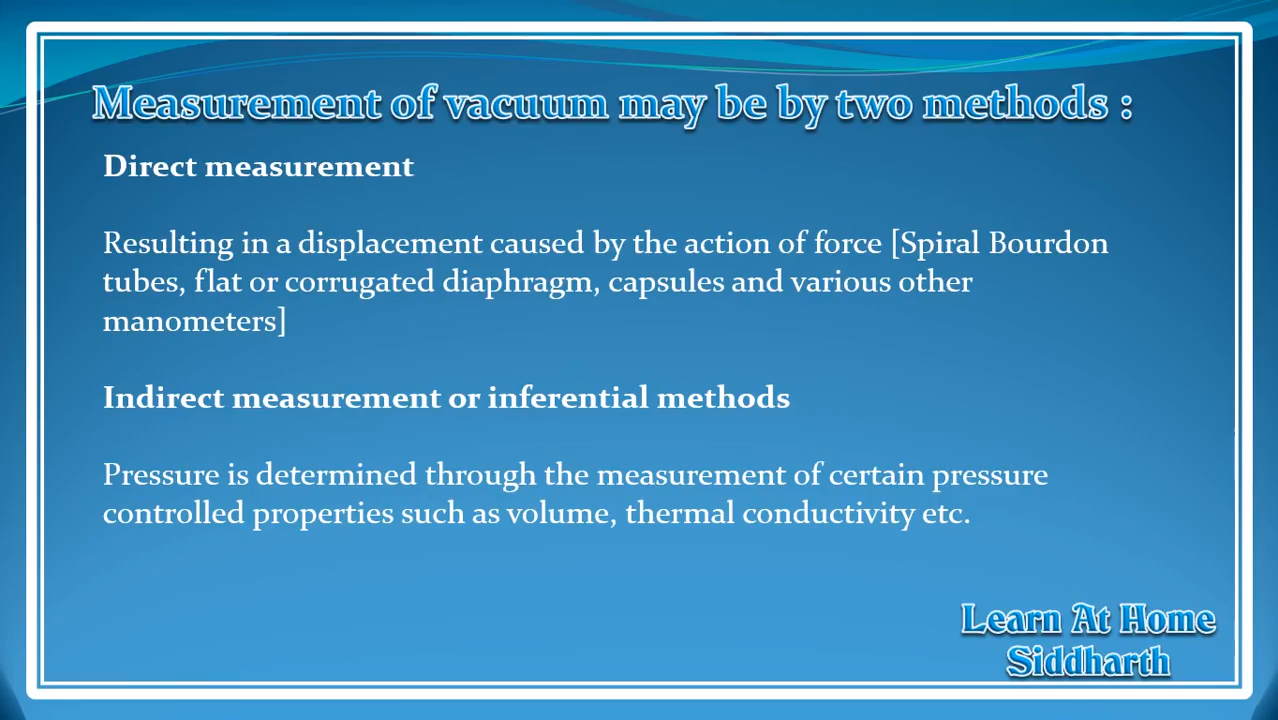 Measurement of vacuum may be by two methods :
Direct measurement
Resulting in a displacement caused by the action of force [Spiral Bourdon
tubes, flat or corrugated diaphragm, capsules and various other
manometers]
Indirect measurement or inferential methods
Pressure is determined through the measurement of certain pressure
controlled properties such as volume, thermal conductivity etc.
Learn At Home
Siddharth